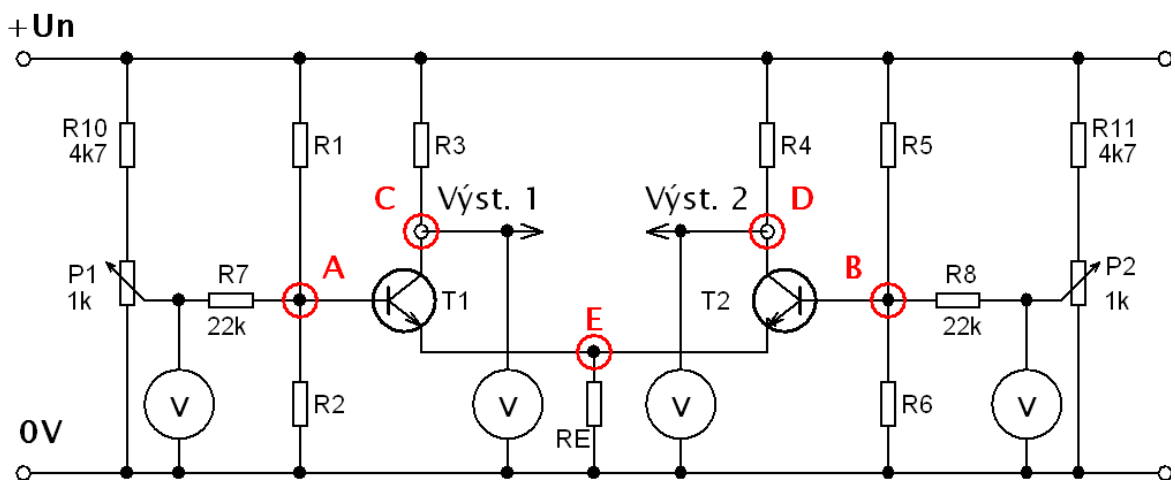 +Un
R10
4k7
R1
R3
R4
R5
R11
4k7
C
Výst. 1
Výst. 2
D
P1
1k
R7
22k
A
T1
E
T2
B
R8
22k
P2
1k
V
R2
V
RE
V
R6
V
0V